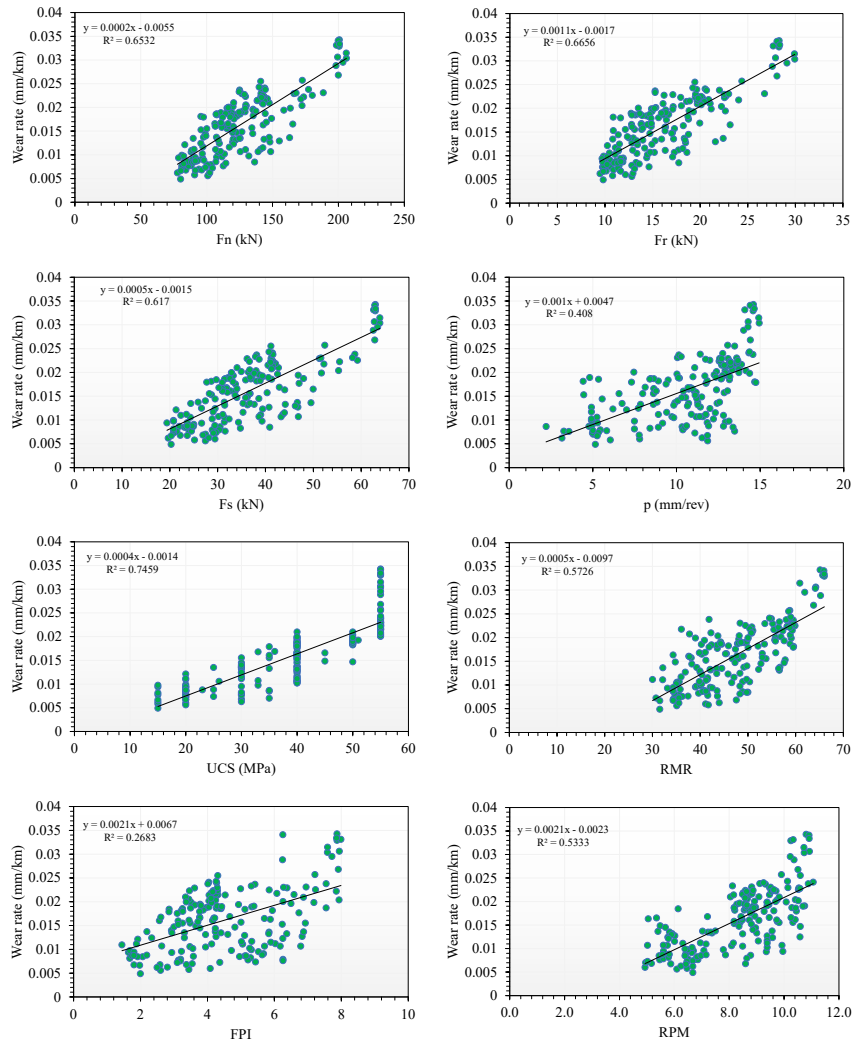 y = 0.0002x - 0.0055
R² = 0.6532
Wear rate (mm/km)
0.04
0.035
0.03
0.025
0.02
0.015
0.01
0.005
0
0 50 100 150 200 250
Fn (kN)
y = 0.0011x - 0.0017
R² = 0.6656
Wear rate (mm/km)
0.04
0.035
0.03
0.025
0.02
0.015
0.01
0.005
0
0 5 10 15 20 25 30 35
Fr (kN)
y = 0.0005x - 0.0015
R² = 0.617
Wear rate (mm/km)
0.04
0.035
0.03
0.025
0.02
0.015
0.01
0.005
0
0 10 20 30 40 50 60 70
Fs (kN)
y = 0.001x + 0.0047
R² = 0.408
Wear rate (mm/km)
0.04
0.035
0.03
0.025
0.02
0.015
0.01
0.005
0
0 5 10 15 20
p (mm/rev)
y = 0.0004x - 0.0014
R² = 0.7459
Wear rate (mm/km)
0.04
0.035
0.03
0.025
0.02
0.015
0.01
0.005
0
0 10 20 30 40 50 60
UCS (MPa)
y = 0.0005x - 0.0097
R² = 0.5726
Wear rate (mm/km)
0.04
0.035
0.03
0.025
0.02
0.015
0.01
0.005
0
0 10 20 30 40 50 60 70
RMR
y = 0.0021x + 0.0067
R² = 0.2683
Wear rate (mm/km)
0.04
0.035
0.03
0.025
0.02
0.015
0.01
0.005
0
0 2 4 6 8 10
FPI
y = 0.0021x - 0.0023
R² = 0.5333
Wear rate (mm/km)
0.04
0.035
0.03
0.025
0.02
0.015
0.01
0.005
0
0.0 2.0 4.0 6.0 8.0 10.0 12.0
RPM